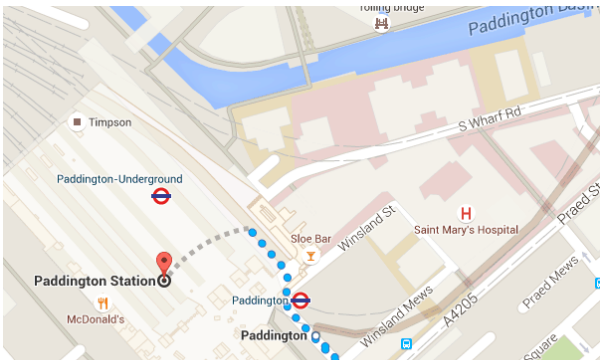 Rolling bridge
Paddington Basin
S Wharf Rd
Timpson
Paddington-Underground
Praed St
Saint Mary's Hospital
H
Winsland St
Sloe Bar
Paddington Station
Paddington
McDonald's
Winsland Mews
Praed Mews
A4205
Paddington
Square